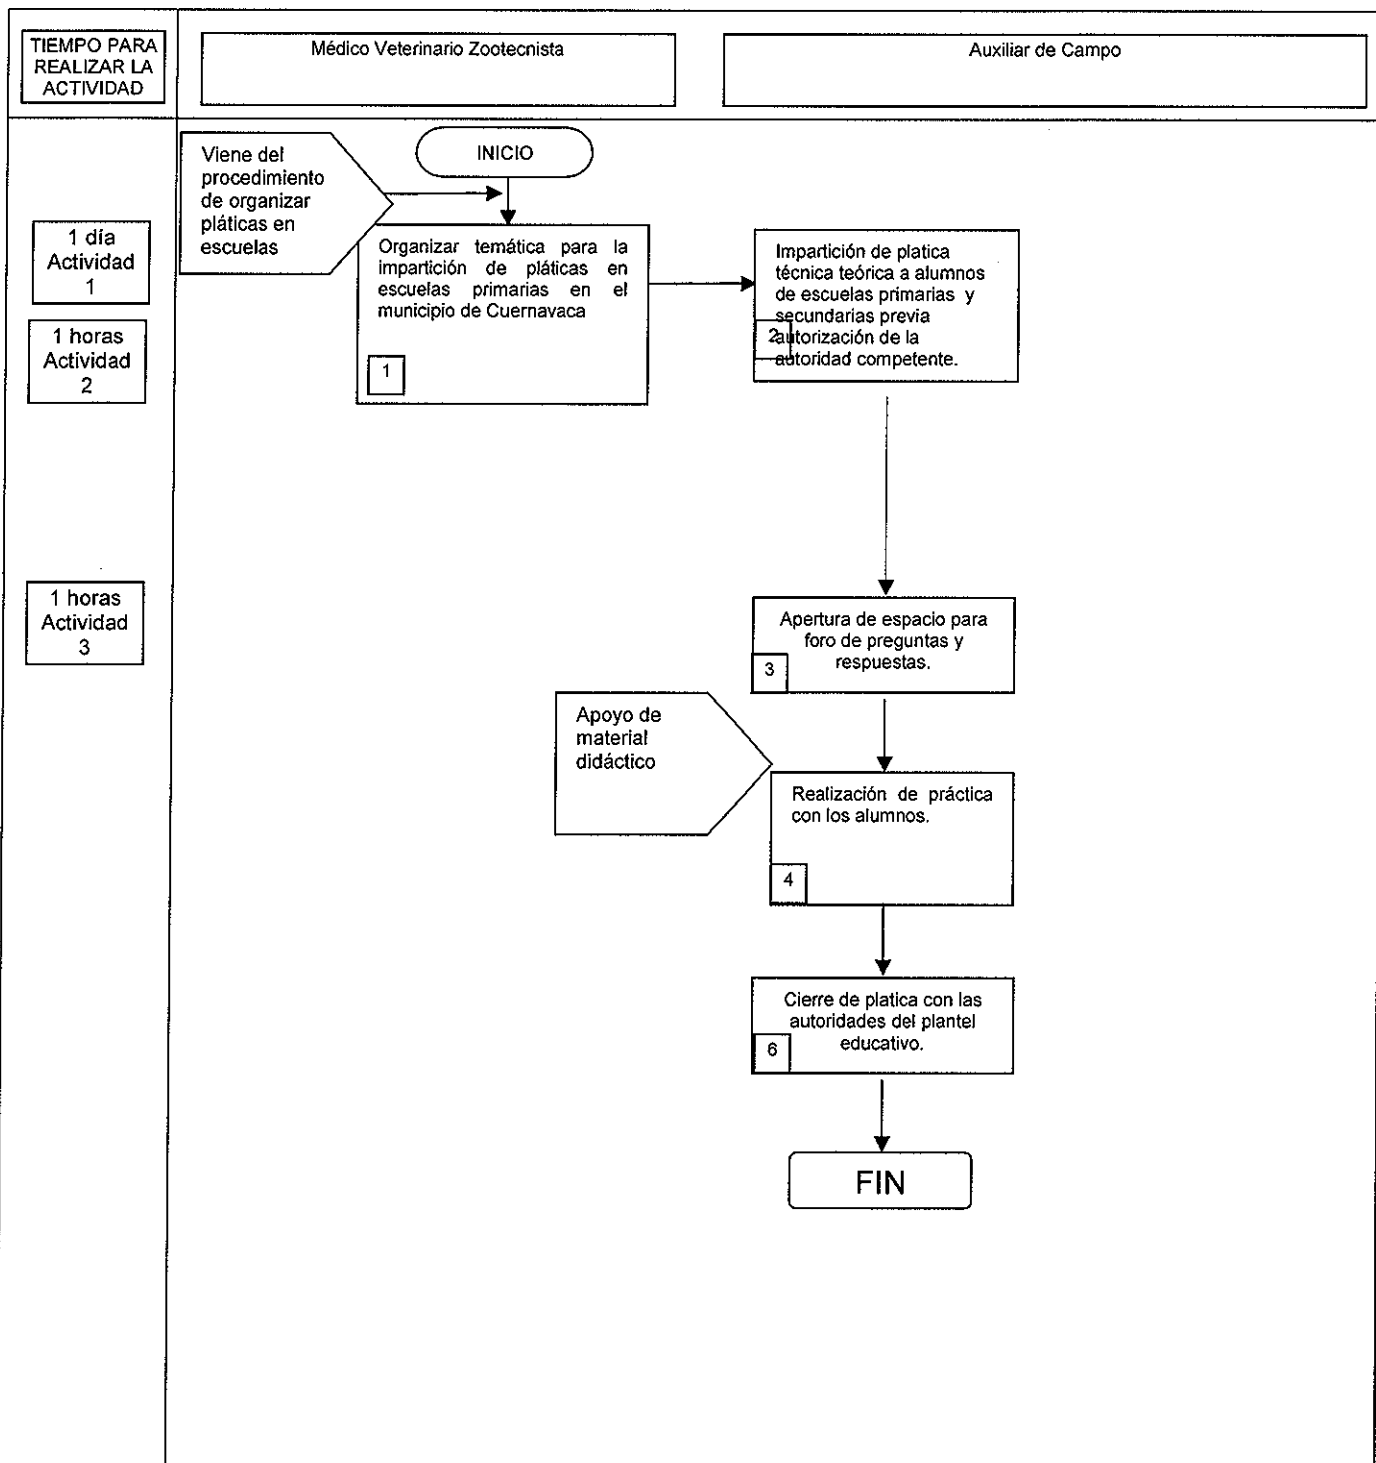 TIEMPO PARA
REALIZAR LA
ACTIVIDAD
Médico Veterinario Zootecnista
Auxiliar de Campo
Viene del
procedimiento
de organizar
pláticas en
escuelas
INICIO
1 día
Actividad
1
Organizar temática para la
impartición de pláticas en
escuelas primarias en el
municipio de Cuernavaca
1
Impartición de platica
técnica teórica a alumnos
de escuelas primarias y
secundarias previa
autorización de la
autoridad competente.
2
1 horas
Actividad
2
1 horas
Actividad
3
Apertura de espacio para
foro de preguntas y
respuestas.
3
Apoyo de
material
didáctico
Realización de práctica
con los alumnos.
4
Cierre de platica con las
autoridades del plantel
educativo.
6
FIN